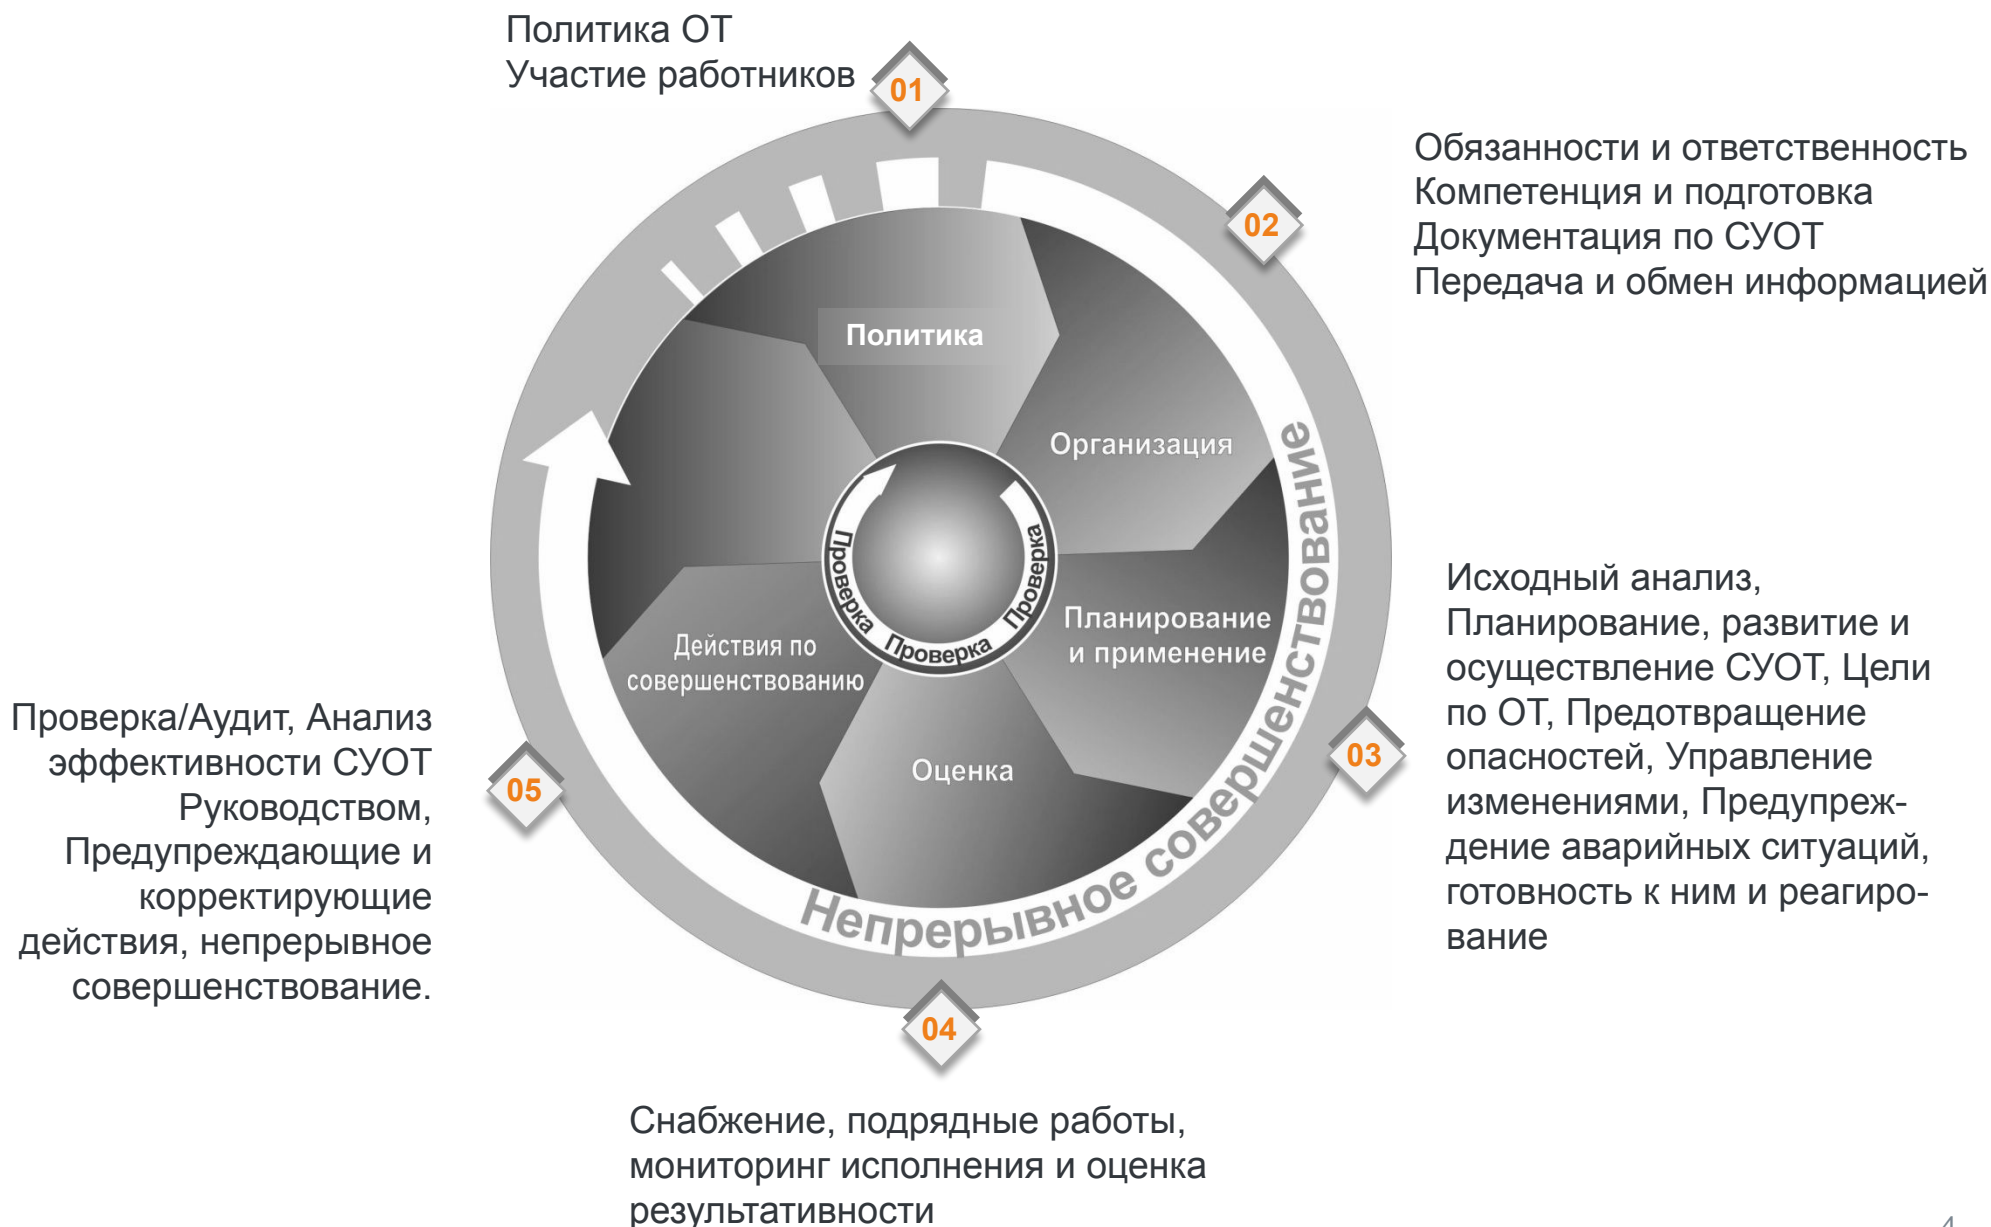 Политика ОТ
Участие работников
01
Обязанности и ответственность
Компетенция и подготовка
Документация по СУОТ
Передача и обмен информацией
02
Политика
Организация
Планирование
и применение
Оценка
Действия по
совершенствованию
Проверка
Проверка
Проверка
Непрерывное совершенствование
Исходный анализ,
Планирование, развитие и
осуществление СУОТ, Цели
по ОТ, Предотвращение
опасностей, Управление
изменениями, Предупреж-
дение аварийных ситуаций,
готовность к ним и реагиро-
вание
03
Проверка/Аудит, Анализ
эффективности СУОТ
Руководством,
Предупреждающие и
корректирующие
действия, непрерывное
совершенствование.
05
04
Снабжение, подрядные работы,
мониторинг исполнения и оценка
результативности
4